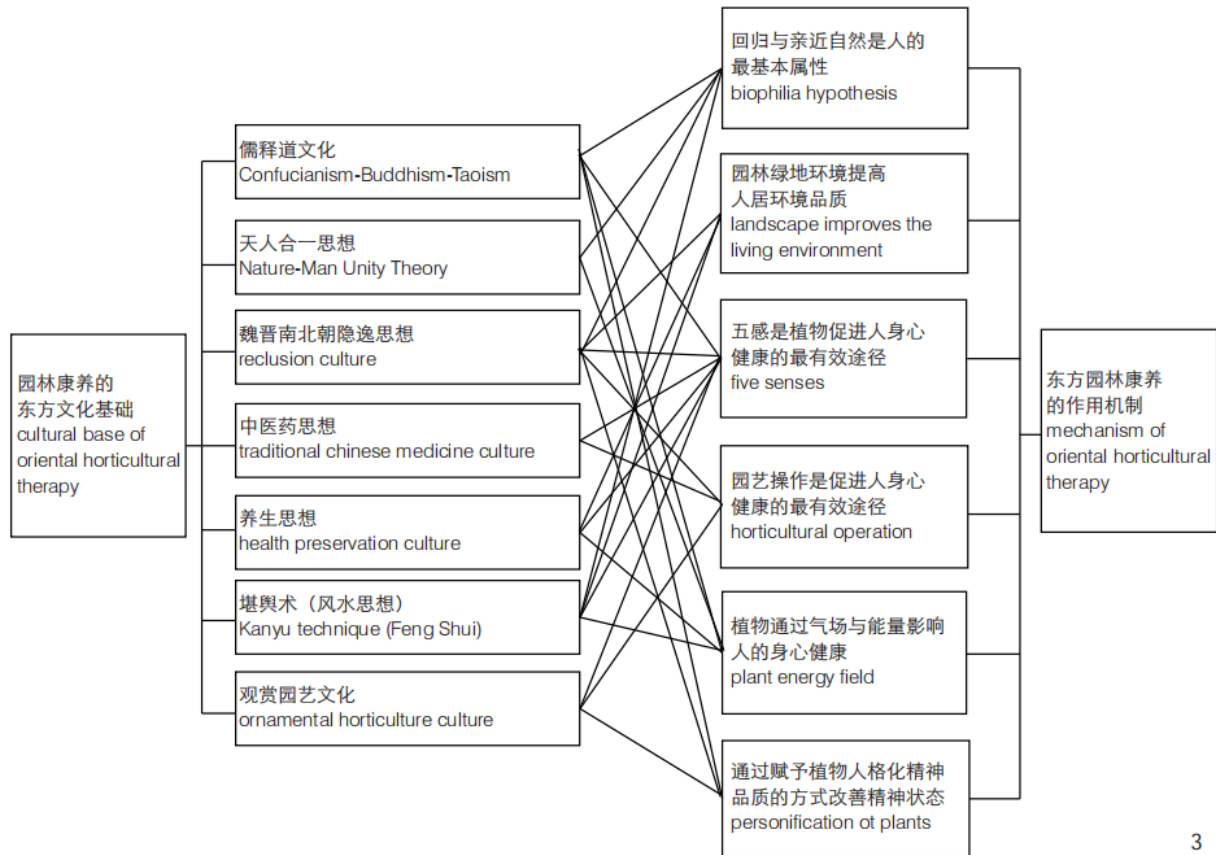 园林康养的
东方文化基础
cultural base of
oriental horticultural
therapy
儒释道文化
Confucianism-Buddhism-Taoism
天人合一思想
Nature-Man Unity Theory
魏晋南北朝隐逸思想
reclusion culture
中医药思想
traditional chinese medicine culture
养生思想
health preservation culture
堪舆术（风水思想）
Kanyu technique (Feng Shui)
观赏园艺文化
ornamental horticulture culture
回归与亲近自然是人的
最基本属性
biophilia hypothesis
园林绿地环境提高
人居环境品质
landscape improves the
living environment
五感是植物促进人身心
健康的最有效途径
five senses
园艺操作是促进人身心
健康的最有效途径
horticultural operation
植物通过气场与能量影响
人的身心健康
plant energy field
通过赋予植物人格化精神
品质的方式改善精神状态
personification ot plants
东方园林康养
的作用机制
mechanism of
oriental horticultural
therapy
3